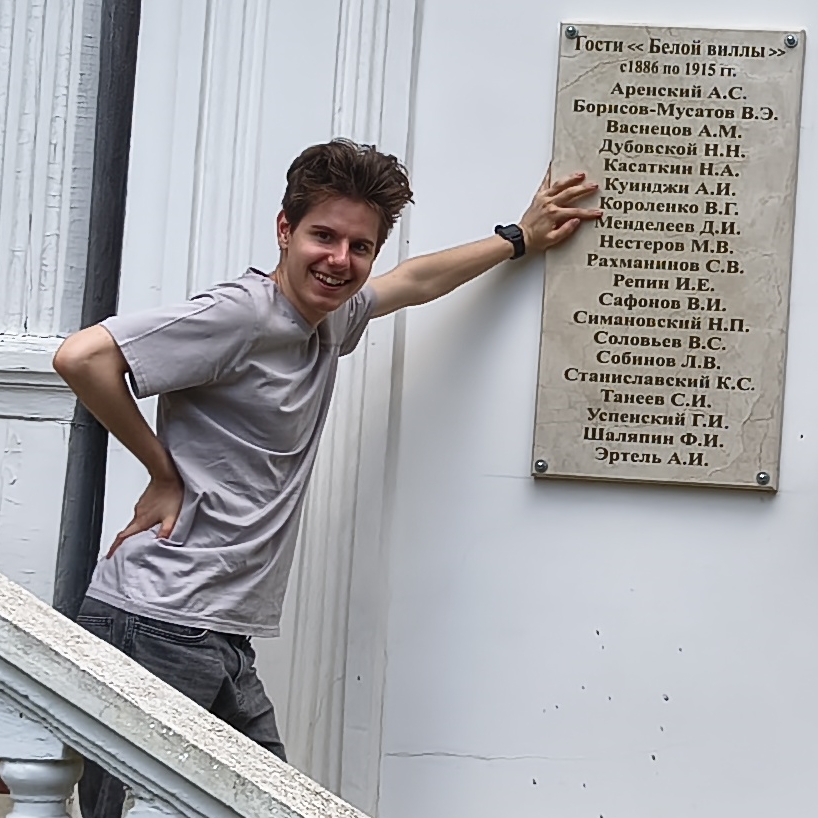 Гости << Белой виллы >>
с1886 по 1915 гг.
Аренский А.С.
Борисов-Мусатов В.Э.
Васнецов А.М.
Дубовской Н.Н.
Касаткин Н.А.
Куинджи А.И.
Короленко В.Г.
Менделеев Д.И.
Нестеров М.В.
Рахманинов С.В.
Репин И.Е.
Сафонов В.И.
Симановский Н.П.
Соловьев В.С.
Собинов Л.В.
Станиславский К.С.
Танеев С.И.
Успенский Г.И.
Шаляпин Ф.И.
Эртель А.И.